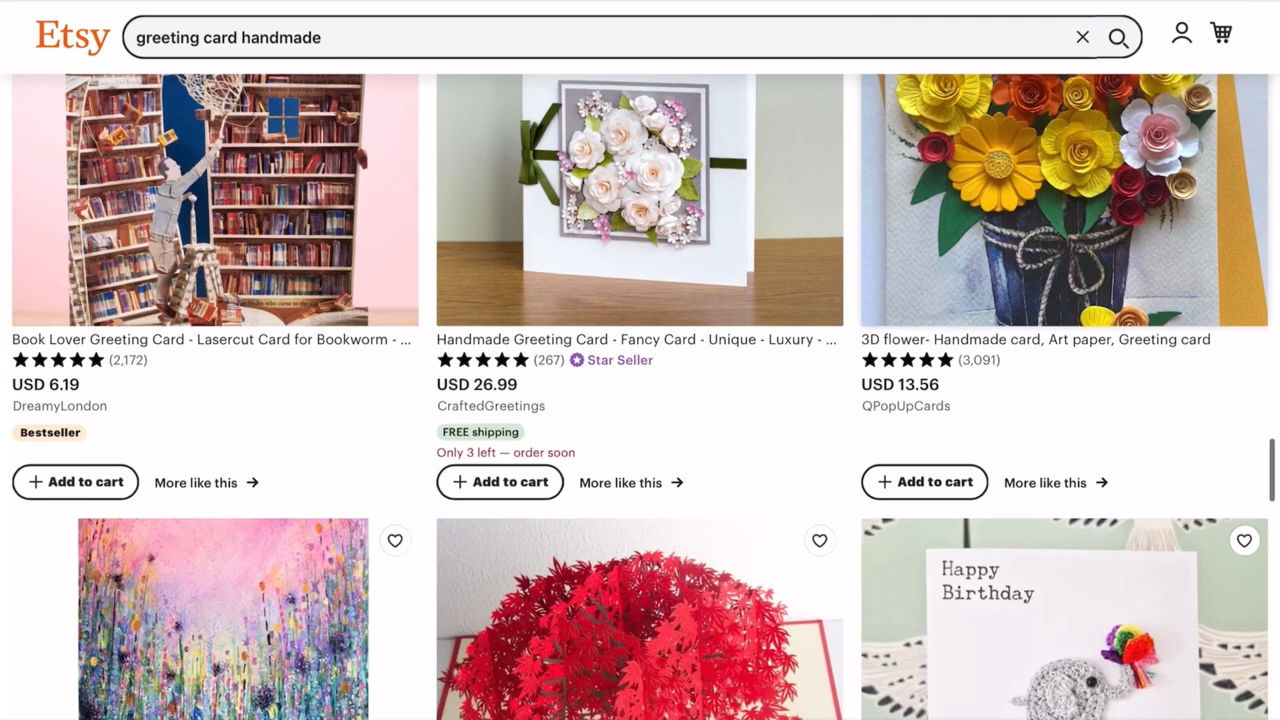 Etsy
greeting card handmade
Book Lover Greeting Card - Lasercut Card for Bookworm - ...
(2,172)
USD 6.19
DreamyLondon
Bestseller
+ Add to cart
More like this →
Handmade Greeting Card - Fancy Card - Unique - Luxury - ...
(267) Star Seller
USD 26.99
CraftedGreetings
FREE shipping
Only 3 left — order soon
+ Add to cart
More like this →
3D flower- Handmade card, Art paper, Greeting card
(3,091)
USD 13.56
QPopUpCards
+ Add to cart
More like this →
Happy
Birthday